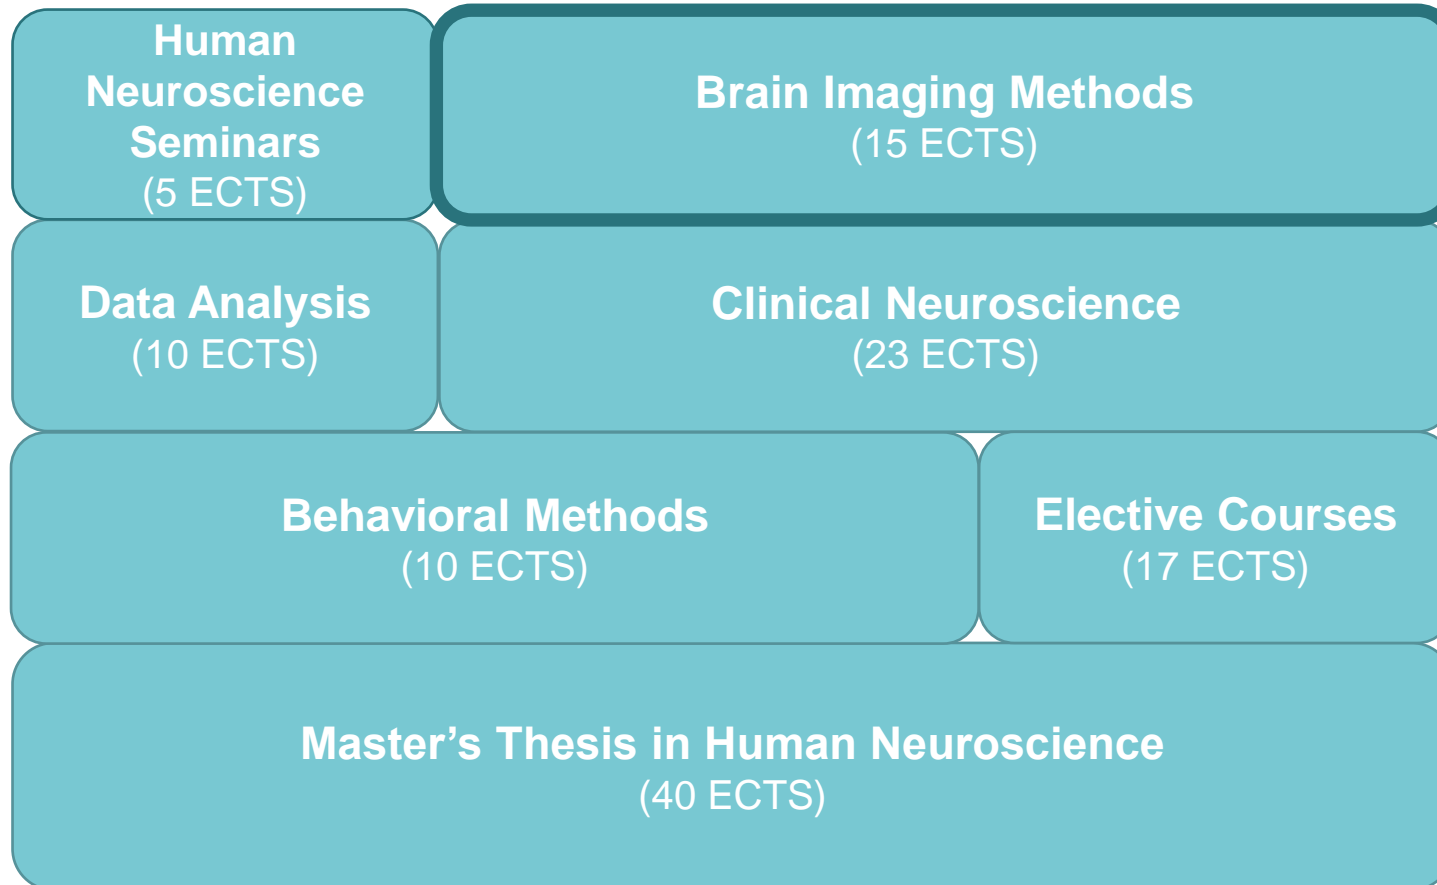 Human
Neuroscience
Seminars
(5 ECTS)
Brain Imaging Methods
(15 ECTS)
Data Analysis
(10 ECTS)
Clinical Neuroscience
(23 ECTS)
Behavioral Methods
(10 ECTS)
Elective Courses
(17 ECTS)
Master’s Thesis in Human Neuroscience
(40 ECTS)